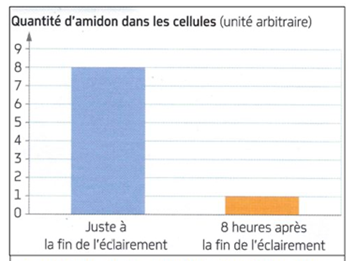 Quantité d'amidon dans les cellules (unité arbitraire)
9
8
7
6
5
4
3
2
1
0
Juste à
la fin de l'éclairement
8 heures après
la fin de l'éclairement